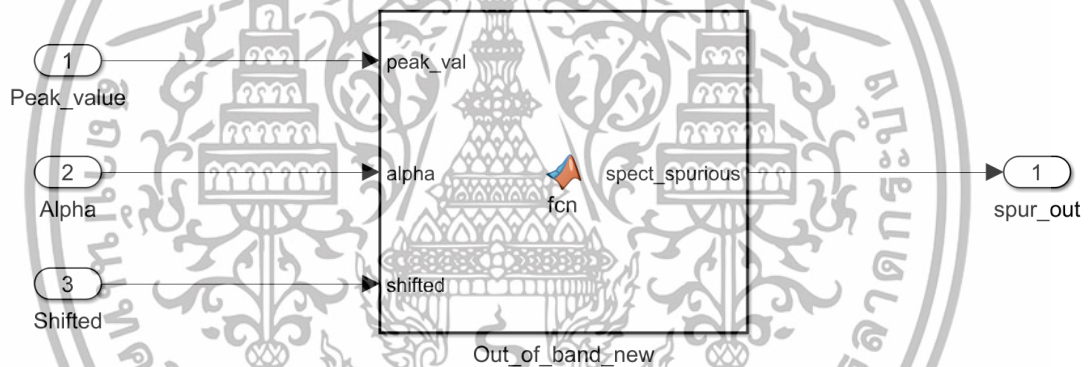 1
peak_val
Peak_value
2
alpha
fcn
spect_spurious
1
Alpha
spur_out
3
shifted
Shifted
Out_of_band_new